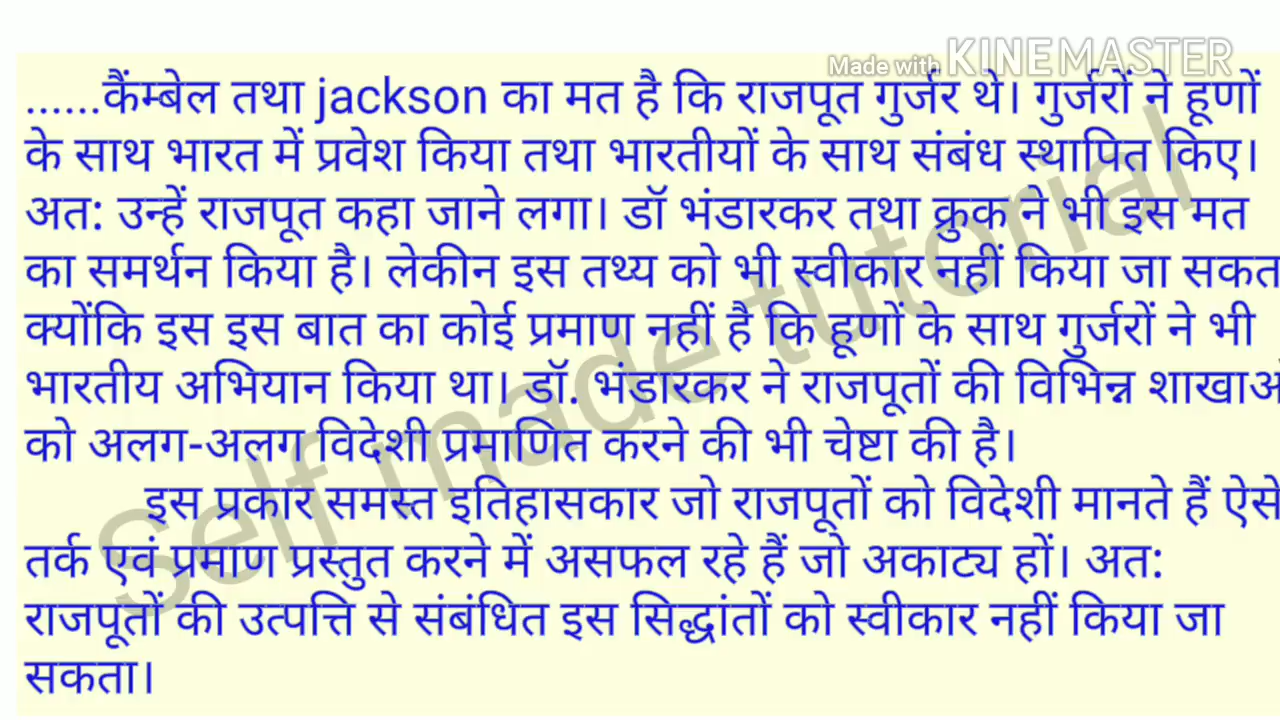 Made with KINEMASTER
......कैंम्बेल तथा jackson का मत है कि राजपूत गुर्जर थे। गुर्जरों ने हूणों
के साथ भारत में प्रवेश किया तथा भारतीयों के साथ संबंध स्थापित किए।
अत: उन्हें राजपूत कहा जाने लगा। डॉ भंडारकर तथा क्रुक ने भी इस मत
का समर्थन किया है। लेकीन इस तथ्य को भी स्वीकार नहीं किया जा सकत
क्योंकि इस इस बात का कोई प्रमाण नहीं है कि हूणों के साथ गुर्जरों ने भी
भारतीय अभियान किया था। डॉ. भंडारकर ने राजपूतों की विभिन्न शाखाओ
को अलग-अलग विदेशी प्रमाणित करने की भी चेष्टा की है।
इस प्रकार समस्त इतिहासकार जो राजपूतों को विदेशी मानते हैं ऐसे
तर्क एवं प्रमाण प्रस्तुत करने में असफल रहे हैं जो अकाट्य हों। अत:
राजपूतों की उत्पत्ति से संबंधित इस सिद्धांतों को स्वीकार नहीं किया जा
सकता।
Self made tutorial